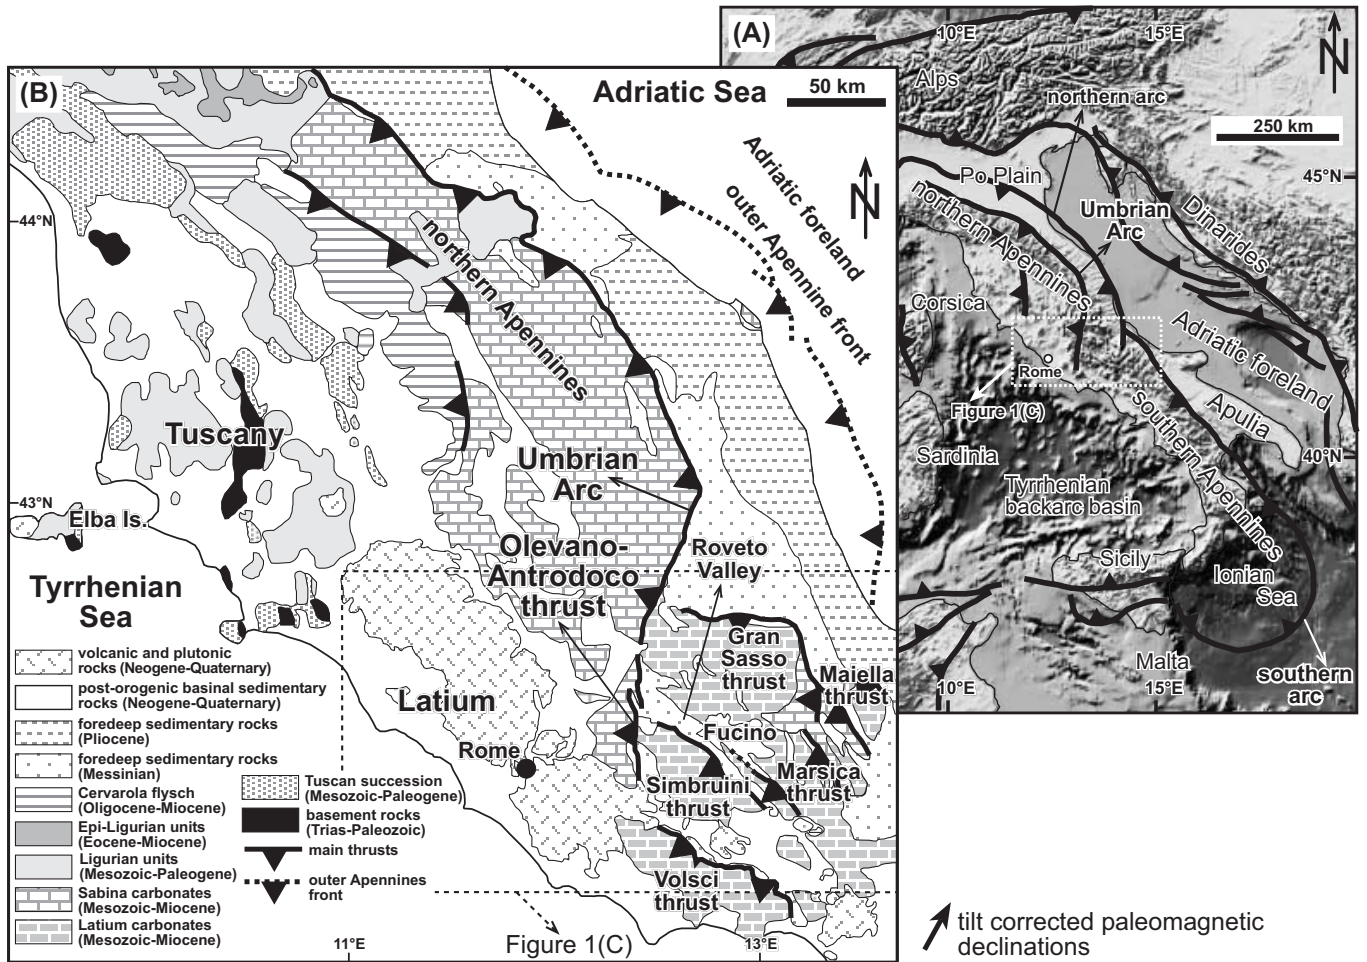 (A)
10°E
15°E
N
Alps
northern arc
250 km
Po Plain
45°N
Umbrian
Arc
Dinarides
northern Apennines
Corsica
Adriatic foreland
Rome
Figure 1(C)
Apulia
southern Apennines
Sardinia
40°N
Tyrrhenian
backarc basin
Sicily
Ionian
Sea
Malta
10°E
15°E
southern
arc
(B)
Adriatic Sea
50 km
N
Adriatic foreland
outer Apennine front
44°N
northern Apennines
Tuscany
Umbrian
Arc
43°N
Elba Is.
Olevano-
Antrodoco
thrust
Roveto
Valley
Tyrrhenian
Sea
Gran
Sasso
thrust
Maiella
thrust
Latium
Fucino
Rome
Simbruini
thrust
Marsica
thrust
Volsci
thrust
volcanic and plutonic
rocks (Neogene-Quaternary)
post-orogenic basinal sedimentary
rocks (Neogene-Quaternary)
foredeep sedimentary rocks
(Pliocene)
foredeep sedimentary rocks
(Messinian)
Cervarola flysch
(Oligocene-Miocene)
Epi-Ligurian units
(Eocene-Miocene)
Ligurian units
(Mesozoic-Paleogene)
Sabina carbonates
(Mesozoic-Miocene)
Latium carbonates
(Mesozoic-Miocene)
Tuscan succession
(Mesozoic-Paleogene)
basement rocks
(Trias-Paleozoic)
main thrusts
outer Apennines
front
11°E
Figure 1(C)
13°E
tilt corrected paleomagnetic
declinations